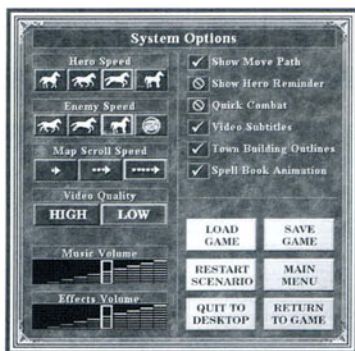 System Options
Hero Speed
Enemy Speed
Map Scroll Speed
Video Quality
HIGH
LOW
Music Volume
Effects Volume
Show Move Path
Show Hero Reminder
Quick Combat
Video Subtitles
Town Building Outlines
Spell Book Animation
LOAD
GAME
SAVE
GAME
RESTART
SCENARIO
MAIN
MENU
QUIT TO
DESKTOP
RETURN
TO GAME